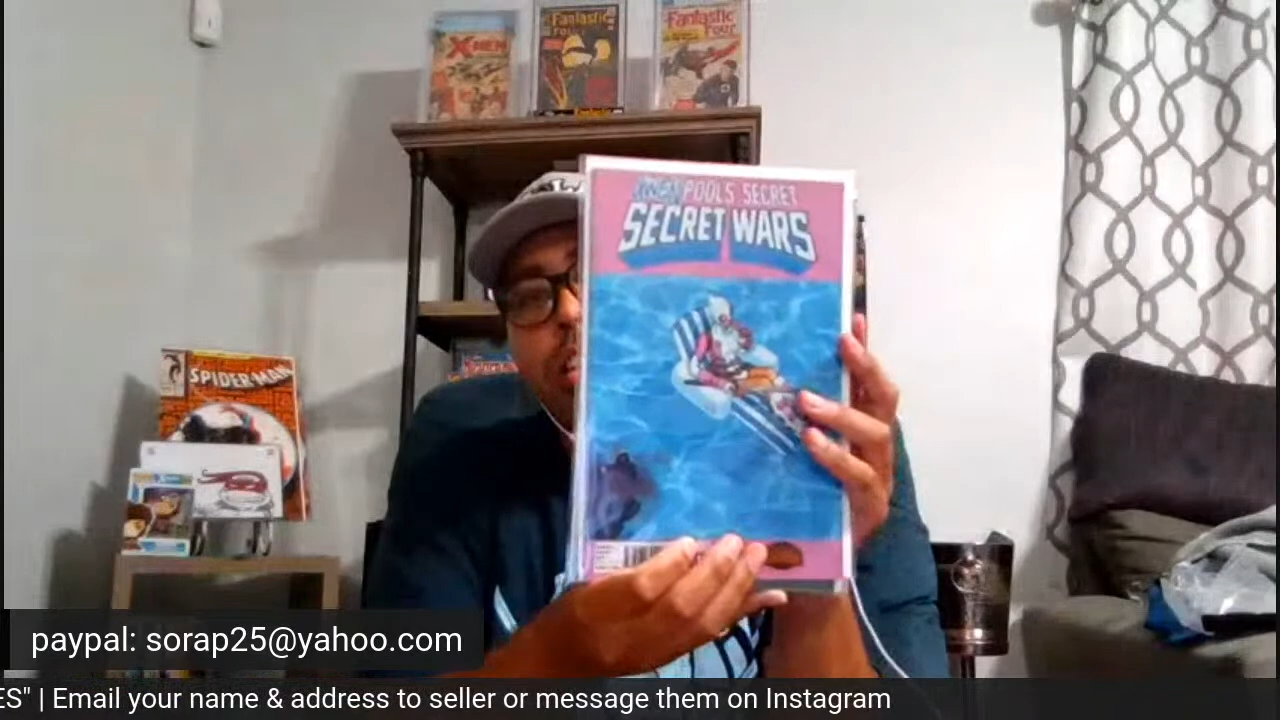 X-MEN
Fantastic Four
Fantastic Four
POOLS SECRET
SECRET WARS
SPIDER-MAN
paypal: sorap25@yahoo.com
ES" | Email your name & address to seller or message them on Instagram